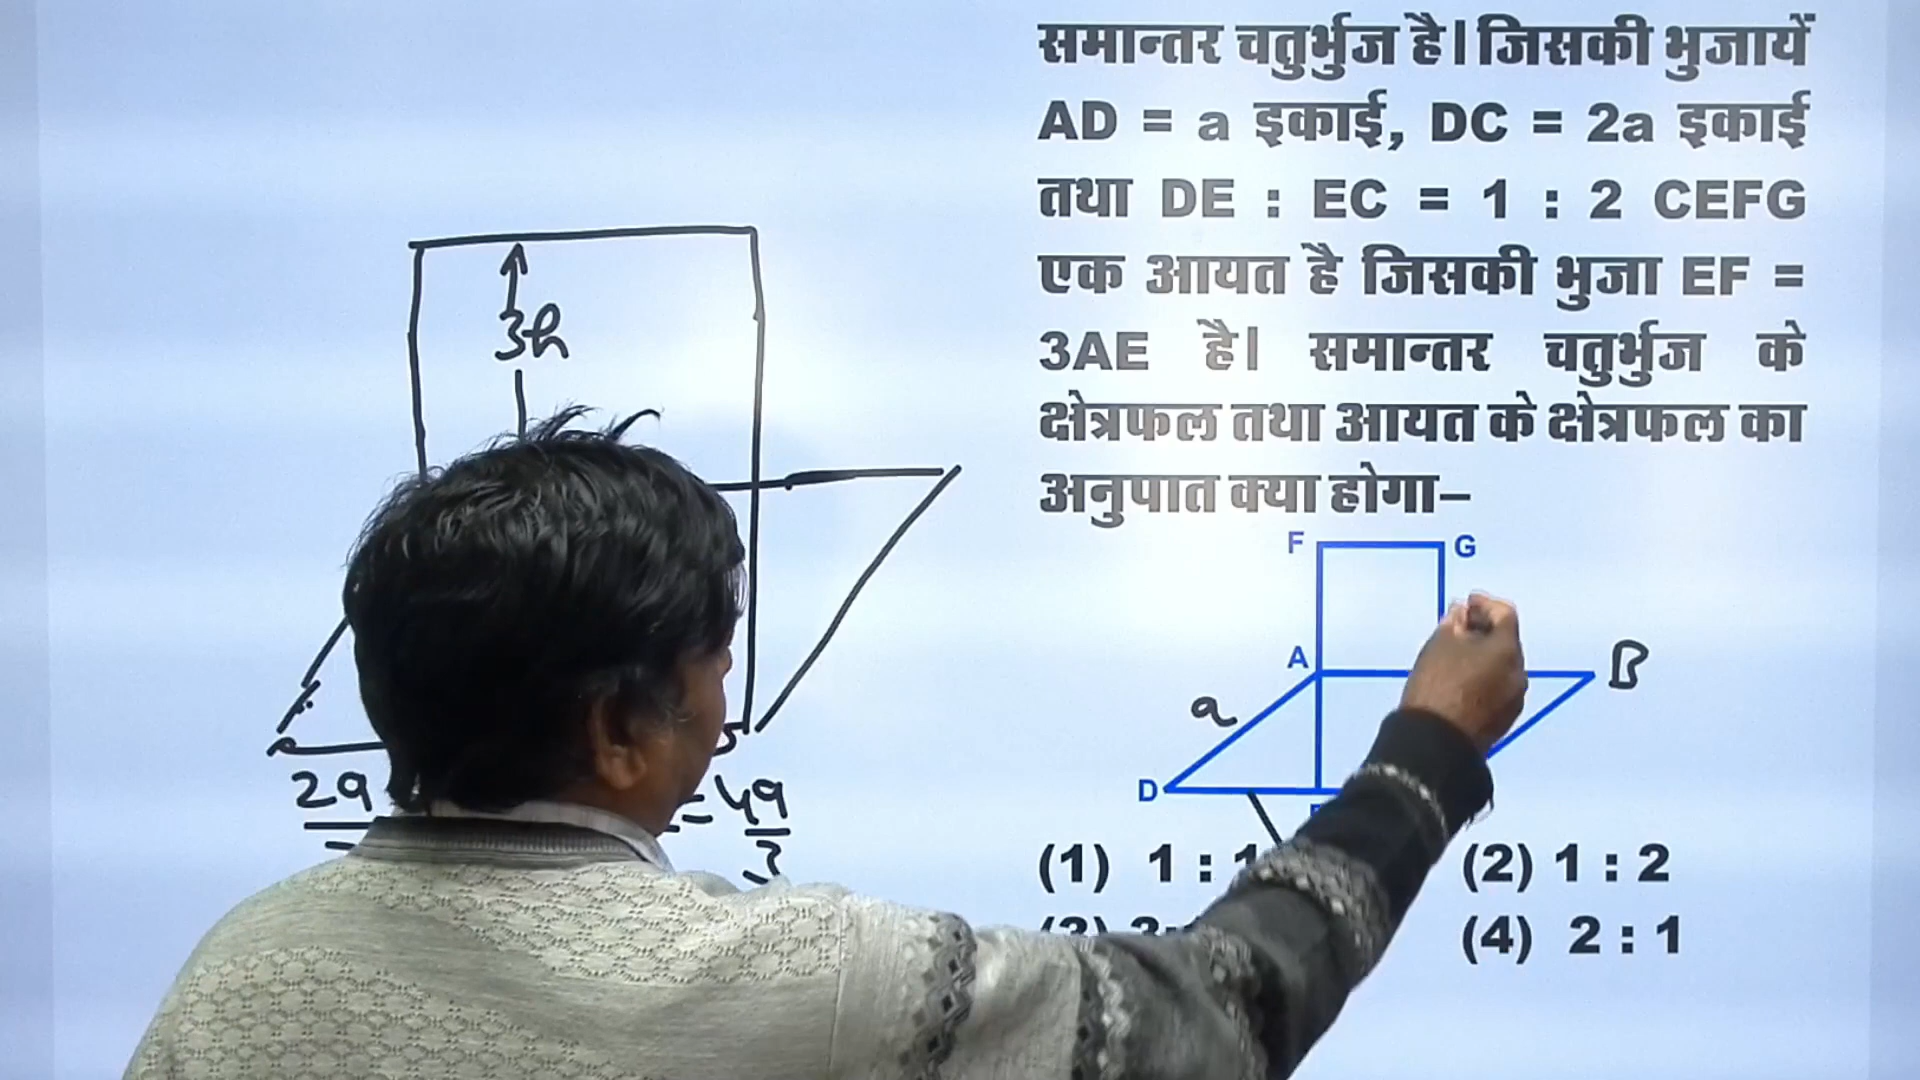 समान्तर चतुर्भुज है। जिसकी भुजायें
AD = a इकाई, DC = 2a इकाई
तथा DE : EC = 1 : 2 CEFG
एक आयत है जिसकी भुजा EF =
3AE है। समान्तर चतुर्भुज के
क्षेत्रफल तथा आयत के क्षेत्रफल का
अनुपात क्या होगा–
3h
F G
A B
a
D
2a = 4a
3
(1) 1 : 1 (2) 1 : 2
(4) 2 : 1